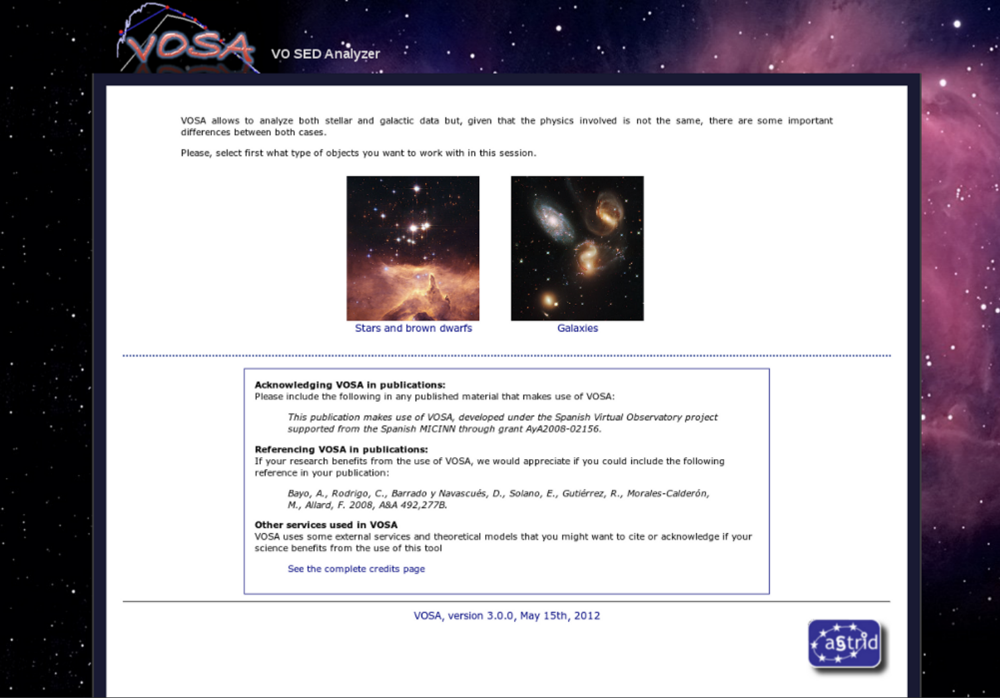 VOSA
VO SED Analyzer
VOSA allows to analyze both stellar and galactic data but, given that the physics involved is not the same, there are some important
differences between both cases.
Please, select first what type of objects you want to work with in this session.
Stars and brown dwarfs
Galaxies
Acknowledging VOSA in publications:
Please include the following in any published material that makes use of VOSA:
This publication makes use of VOSA, developed under the Spanish Virtual Observatory project
supported from the Spanish MICINN through grant AyA2008-02156.
Referencing VOSA in publications:
If your research benefits from the use of VOSA, we would appreciate if you could include the following
reference in your publication:
Bayo, A., Rodrigo, C., Barrado y Navascués, D., Solano, E., Gutiérrez, R., Morales-Calderón,
M., Allard, F. 2008, A&A 492,277B.
Other services used in VOSA
VOSA uses some external services and theoretical models that you might want to cite or acknowledge if your
science benefits from the use of this tool
See the complete credits page
VOSA, version 3.0.0, May 15th, 2012
aStrid